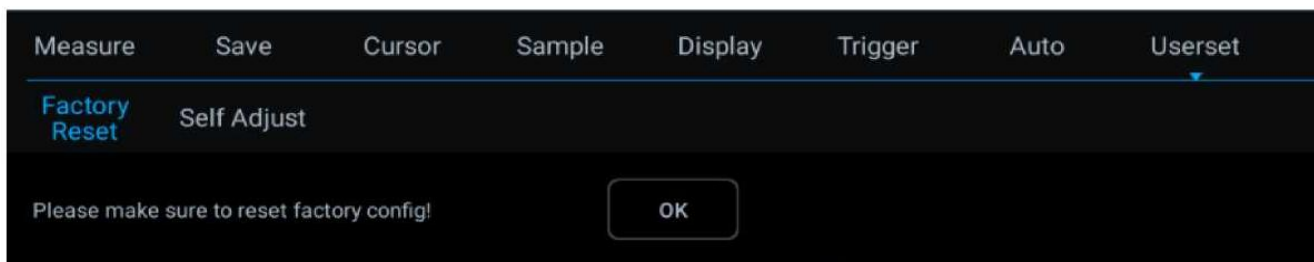 Measure Save Cursor Sample Display Trigger Auto Userset
Factory
Reset
Self Adjust
Please make sure to reset factory config!
OK